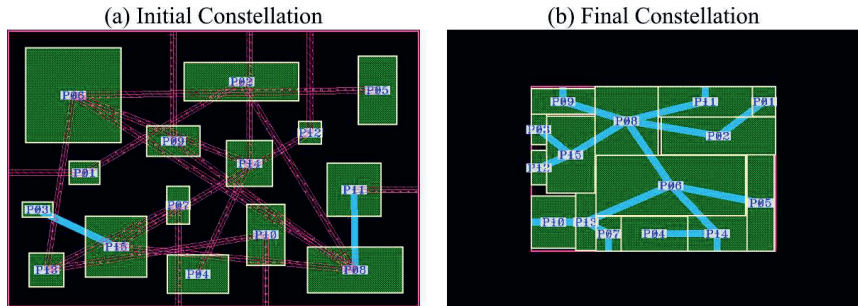 (a) Initial Constellation
(b) Final Constellation
P06
P02
P05
P09
P12
P14
P01
P11
P03
P07
P15
P10
P13
P04
P08
P09
P11
P01
P08
P03
P02
P15
P12
P06
P05
P10
P13
P07
P04
P14